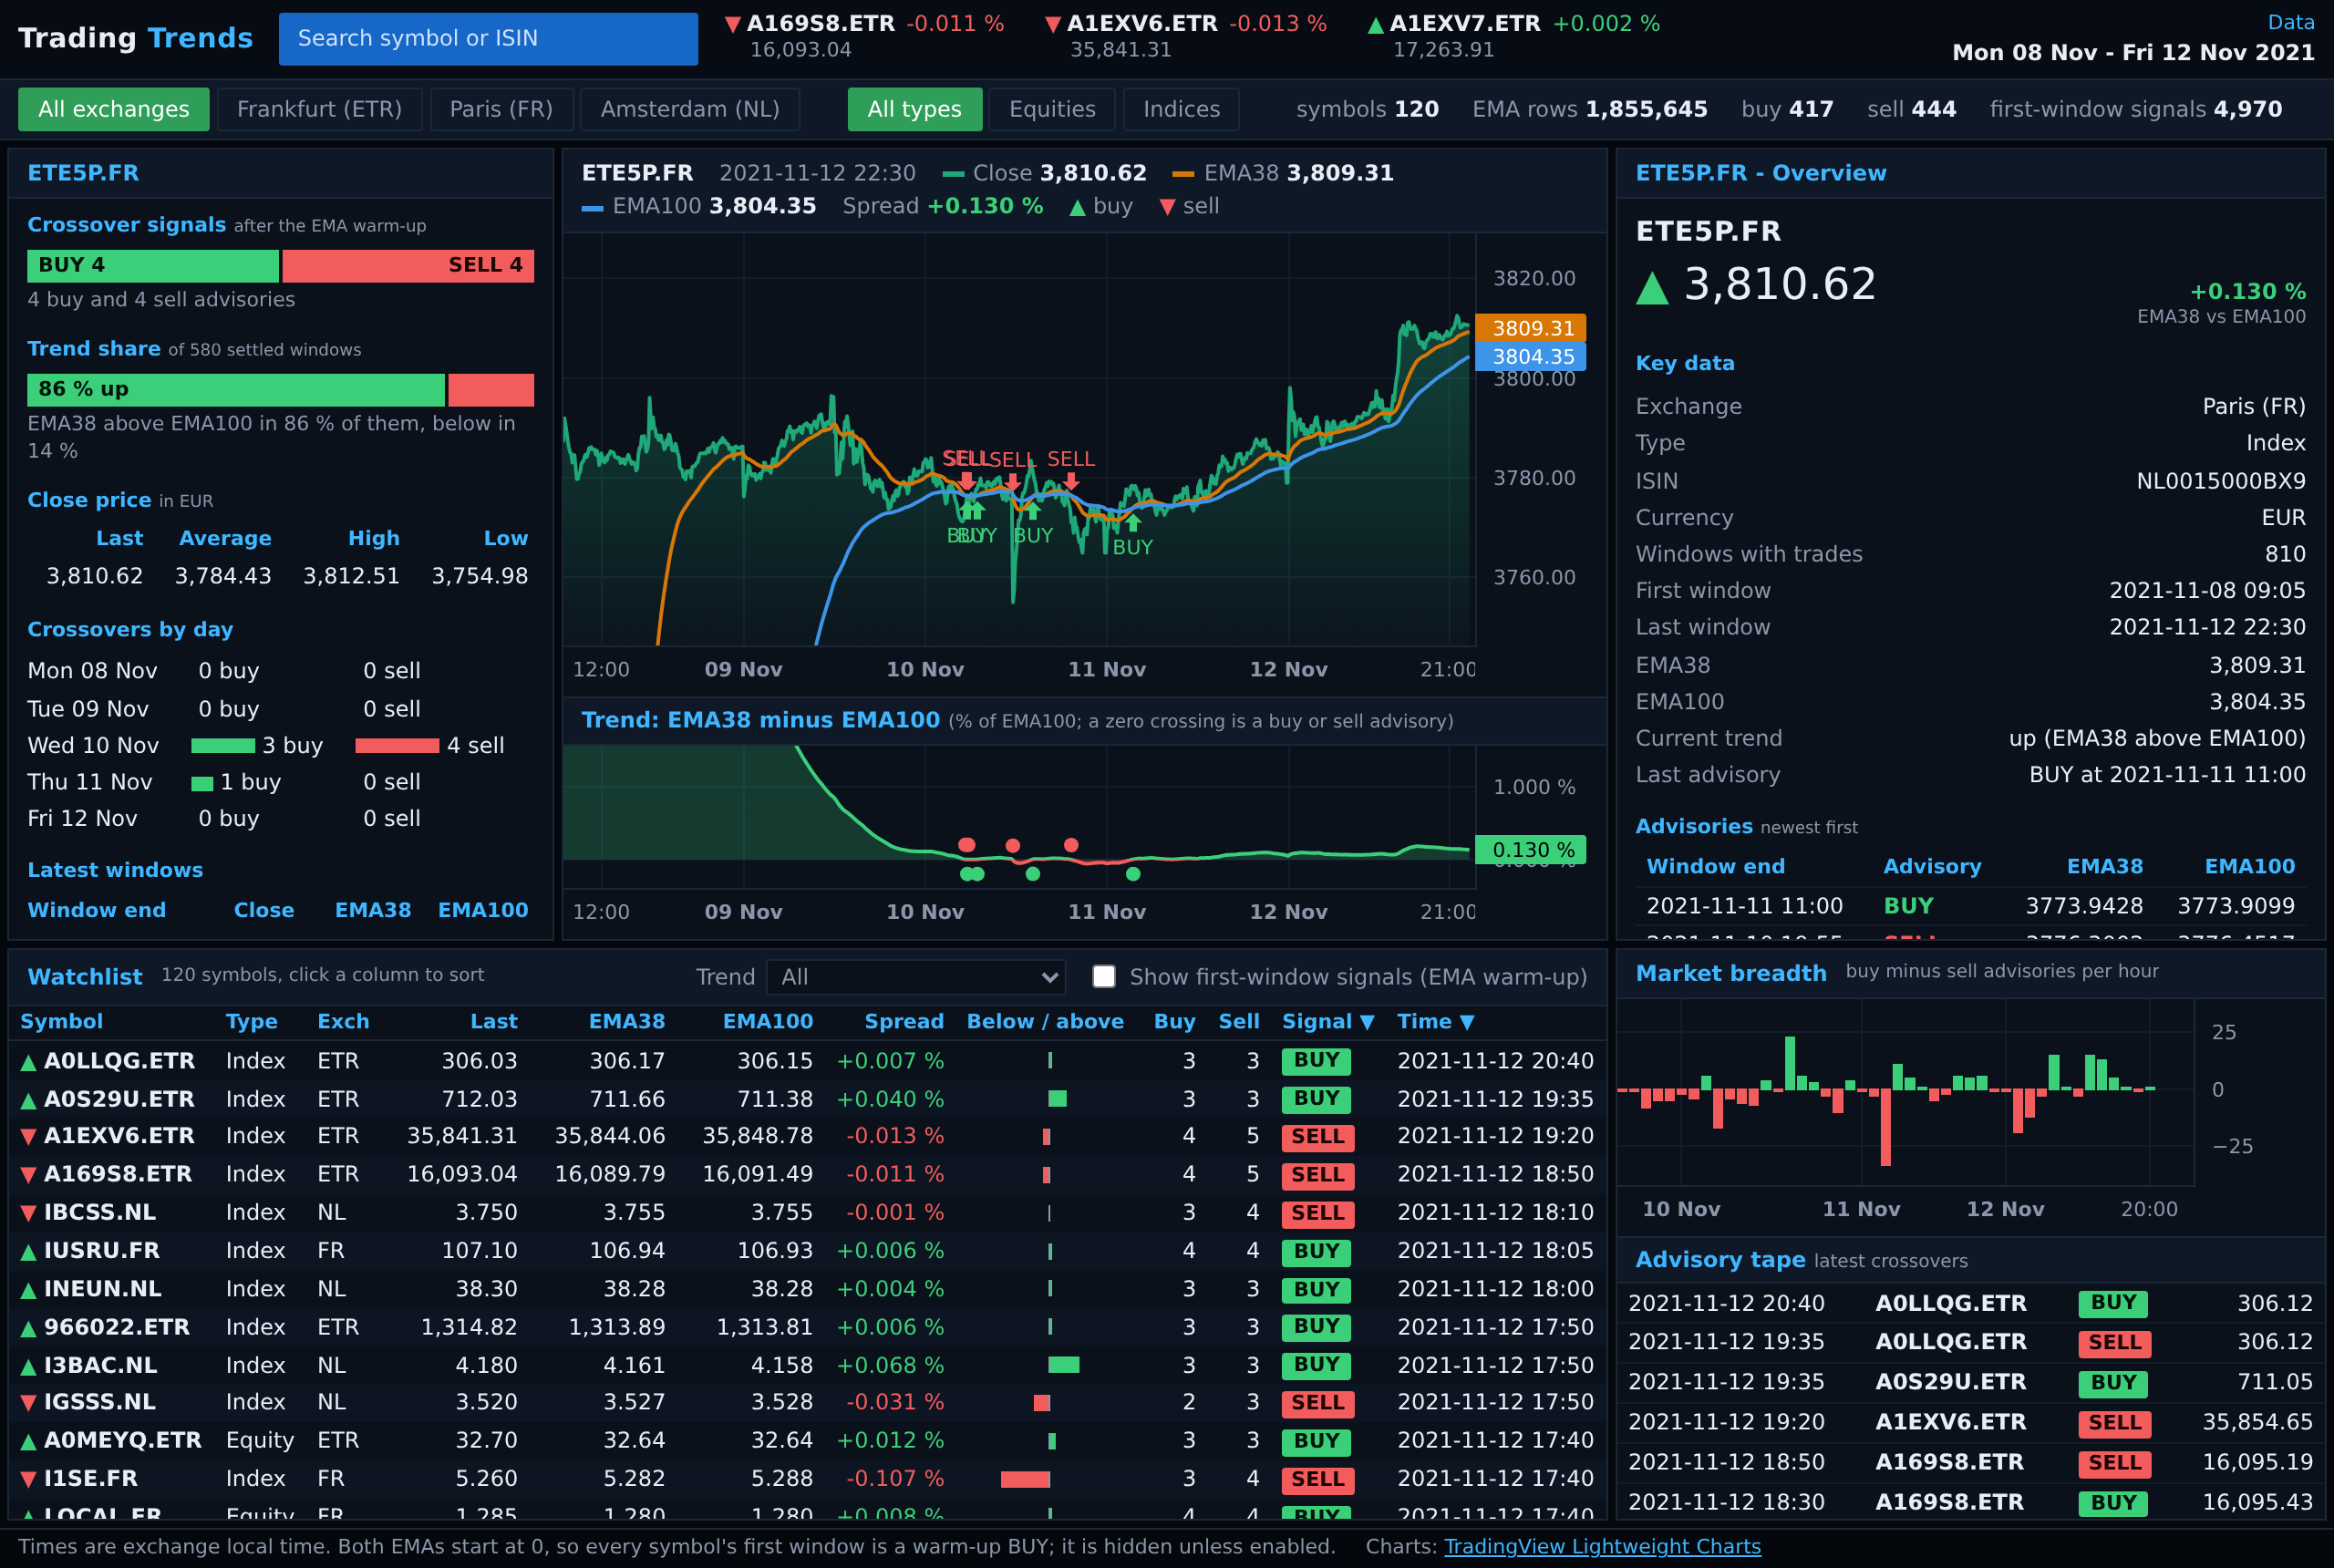 Trading Trends
Search symbol or ISIN
▼ A169S8.ETR -0.011 %
16,093.04
▼ A1EXV6.ETR -0.013 %
35,841.31
▲ A1EXV7.ETR +0.002 %
17,263.91
Data
Mon 08 Nov - Fri 12 Nov 2021
All exchanges Frankfurt (ETR) Paris (FR) Amsterdam (NL) All types Equities Indices symbols 120 EMA rows 1,855,645 buy 417 sell 444 first-window signals 4,970
ETE5P.FR
Crossover signals after the EMA warm-up
BUY 4 SELL 4
4 buy and 4 sell advisories
Trend share of 580 settled windows
86 % up
EMA38 above EMA100 in 86 % of them, below in
14 %
Close price in EUR
Last Average High Low
3,810.62 3,784.43 3,812.51 3,754.98
Crossovers by day
Mon 08 Nov 0 buy 0 sell
Tue 09 Nov 0 buy 0 sell
Wed 10 Nov 3 buy 4 sell
Thu 11 Nov 1 buy 0 sell
Fri 12 Nov 0 buy 0 sell
Latest windows
Window end Close EMA38 EMA100
ETE5P.FR 2021-11-12 22:30 Close 3,810.62 EMA38 3,809.31
EMA100 3,804.35 Spread +0.130 % ▲ buy ▼ sell
3820.00
3809.31
3804.35
3800.00
3780.00
3760.00
SELL SELL SELL SELL
BUY BUY BUY BUY
12:00 09 Nov 10 Nov 11 Nov 12 Nov 21:00
Trend: EMA38 minus EMA100 (% of EMA100; a zero crossing is a buy or sell advisory)
1.000 %
0.130 %
12:00 09 Nov 10 Nov 11 Nov 12 Nov 21:00
ETE5P.FR - Overview
ETE5P.FR
▲ 3,810.62
+0.130 %
EMA38 vs EMA100
Key data
Exchange Paris (FR)
Type Index
ISIN NL0015000BX9
Currency EUR
Windows with trades 810
First window 2021-11-08 09:05
Last window 2021-11-12 22:30
EMA38 3,809.31
EMA100 3,804.35
Current trend up (EMA38 above EMA100)
Last advisory BUY at 2021-11-11 11:00
Advisories newest first
Window end Advisory EMA38 EMA100
2021-11-11 11:00 BUY 3773.9428 3773.9099
Watchlist 120 symbols, click a column to sort Trend All Show first-window signals (EMA warm-up)
Symbol Type Exch Last EMA38 EMA100 Spread Below / above Buy Sell Signal ▼ Time ▼
▲ A0LLQG.ETR Index ETR 306.03 306.17 306.15 +0.007 % 3 3 BUY 2021-11-12 20:40
▲ A0S29U.ETR Index ETR 712.03 711.66 711.38 +0.040 % 3 3 BUY 2021-11-12 19:35
▼ A1EXV6.ETR Index ETR 35,841.31 35,844.06 35,848.78 -0.013 % 4 5 SELL 2021-11-12 19:20
▼ A169S8.ETR Index ETR 16,093.04 16,089.79 16,091.49 -0.011 % 4 5 SELL 2021-11-12 18:50
▼ IBCSS.NL Index NL 3.750 3.755 3.755 -0.001 % 3 4 SELL 2021-11-12 18:10
▲ IUSRU.FR Index FR 107.10 106.94 106.93 +0.006 % 4 4 BUY 2021-11-12 18:05
▲ INEUN.NL Index NL 38.30 38.28 38.28 +0.004 % 3 3 BUY 2021-11-12 18:00
▲ 966022.ETR Index ETR 1,314.82 1,313.89 1,313.81 +0.006 % 3 3 BUY 2021-11-12 17:50
▲ I3BAC.NL Index NL 4.180 4.161 4.158 +0.068 % 3 3 BUY 2021-11-12 17:50
▼ IGSSS.NL Index NL 3.520 3.527 3.528 -0.031 % 2 3 SELL 2021-11-12 17:50
▲ A0MEYQ.ETR Equity ETR 32.70 32.64 32.64 +0.012 % 3 3 BUY 2021-11-12 17:40
▼ I1SE.FR Index FR 5.260 5.282 5.288 -0.107 % 3 4 SELL 2021-11-12 17:40
▲ LOCAL.FR Equity FR 1.285 1.280 1.280 +0.008 % 4 4 BUY 2021-11-12 17:40
Market breadth buy minus sell advisories per hour
25
0
−25
10 Nov 11 Nov 12 Nov 20:00
Advisory tape latest crossovers
2021-11-12 20:40 A0LLQG.ETR BUY 306.12
2021-11-12 19:35 A0LLQG.ETR SELL 306.12
2021-11-12 19:35 A0S29U.ETR BUY 711.05
2021-11-12 19:20 A1EXV6.ETR SELL 35,854.65
2021-11-12 18:50 A169S8.ETR SELL 16,095.19
2021-11-12 18:30 A169S8.ETR BUY 16,095.43
Times are exchange local time. Both EMAs start at 0, so every symbol's first window is a warm-up BUY; it is hidden unless enabled. Charts: TradingView Lightweight Charts